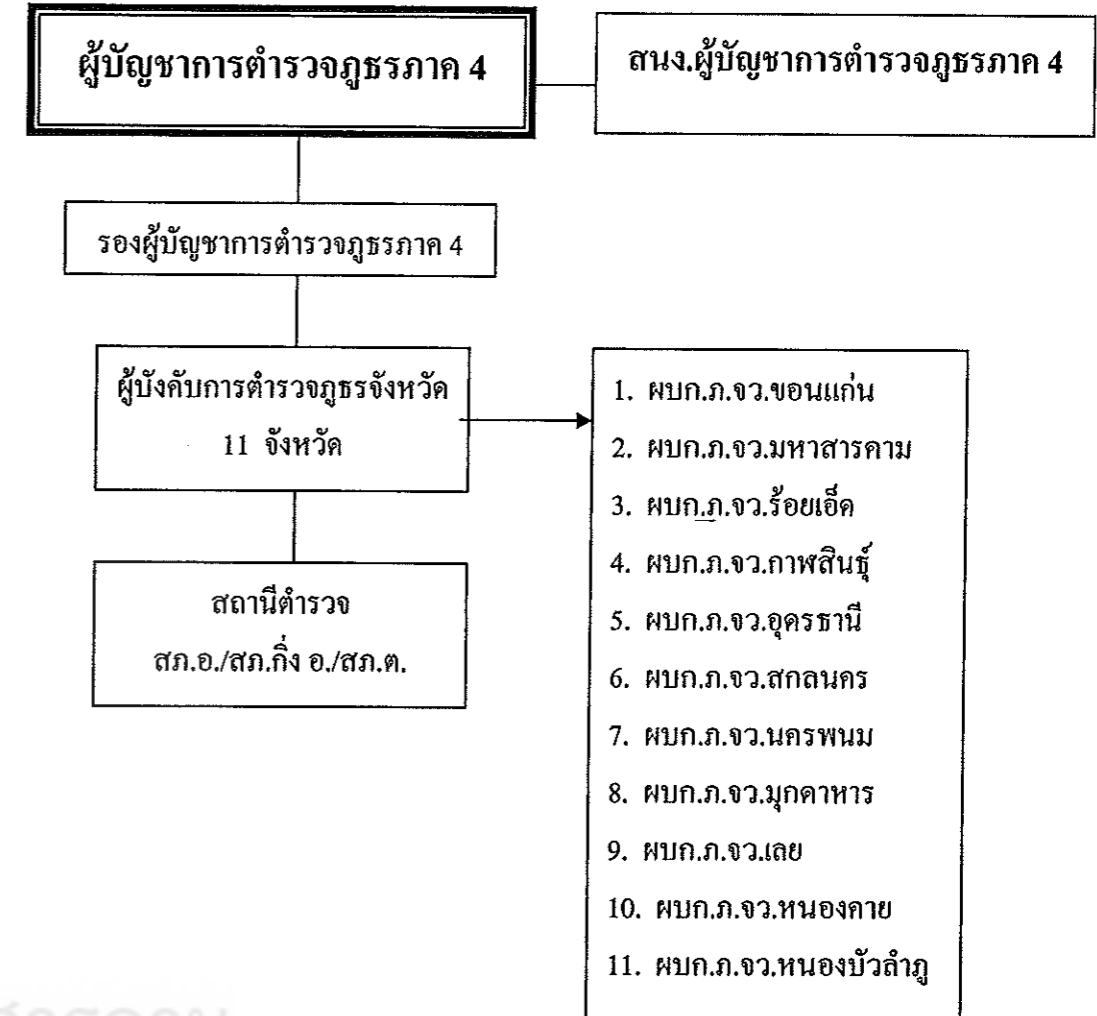 ผู้บัญชาการตำรวจภูธรภาค 4
สนง.ผู้บัญชาการตำรวจภูธรภาค 4
รองผู้บัญชาการตำรวจภูธรภาค 4
ผู้บังคับการตำรวจภูธรจังหวัด
11 จังหวัด
สถานีตำรวจ
สภ.อ./สภ.กิ่ง อ./สภ.ต.
1. ผบก.ภ.จว.ขอนแก่น
2. ผบก.ภ.จว.มหาสารคาม
3. ผบก.ภ.จว.ร้อยเอ็ด
4. ผบก.ภ.จว.กาฬสินธุ์
5. ผบก.ภ.จว.อุดรธานี
6. ผบก.ภ.จว.สกลนคร
7. ผบก.ภ.จว.นครพนม
8. ผบก.ภ.จว.มุกดาหาร
9. ผบก.ภ.จว.เลย
10. ผบก.ภ.จว.หนองคาย
11. ผบก.ภ.จว.หนองบัวลำภู